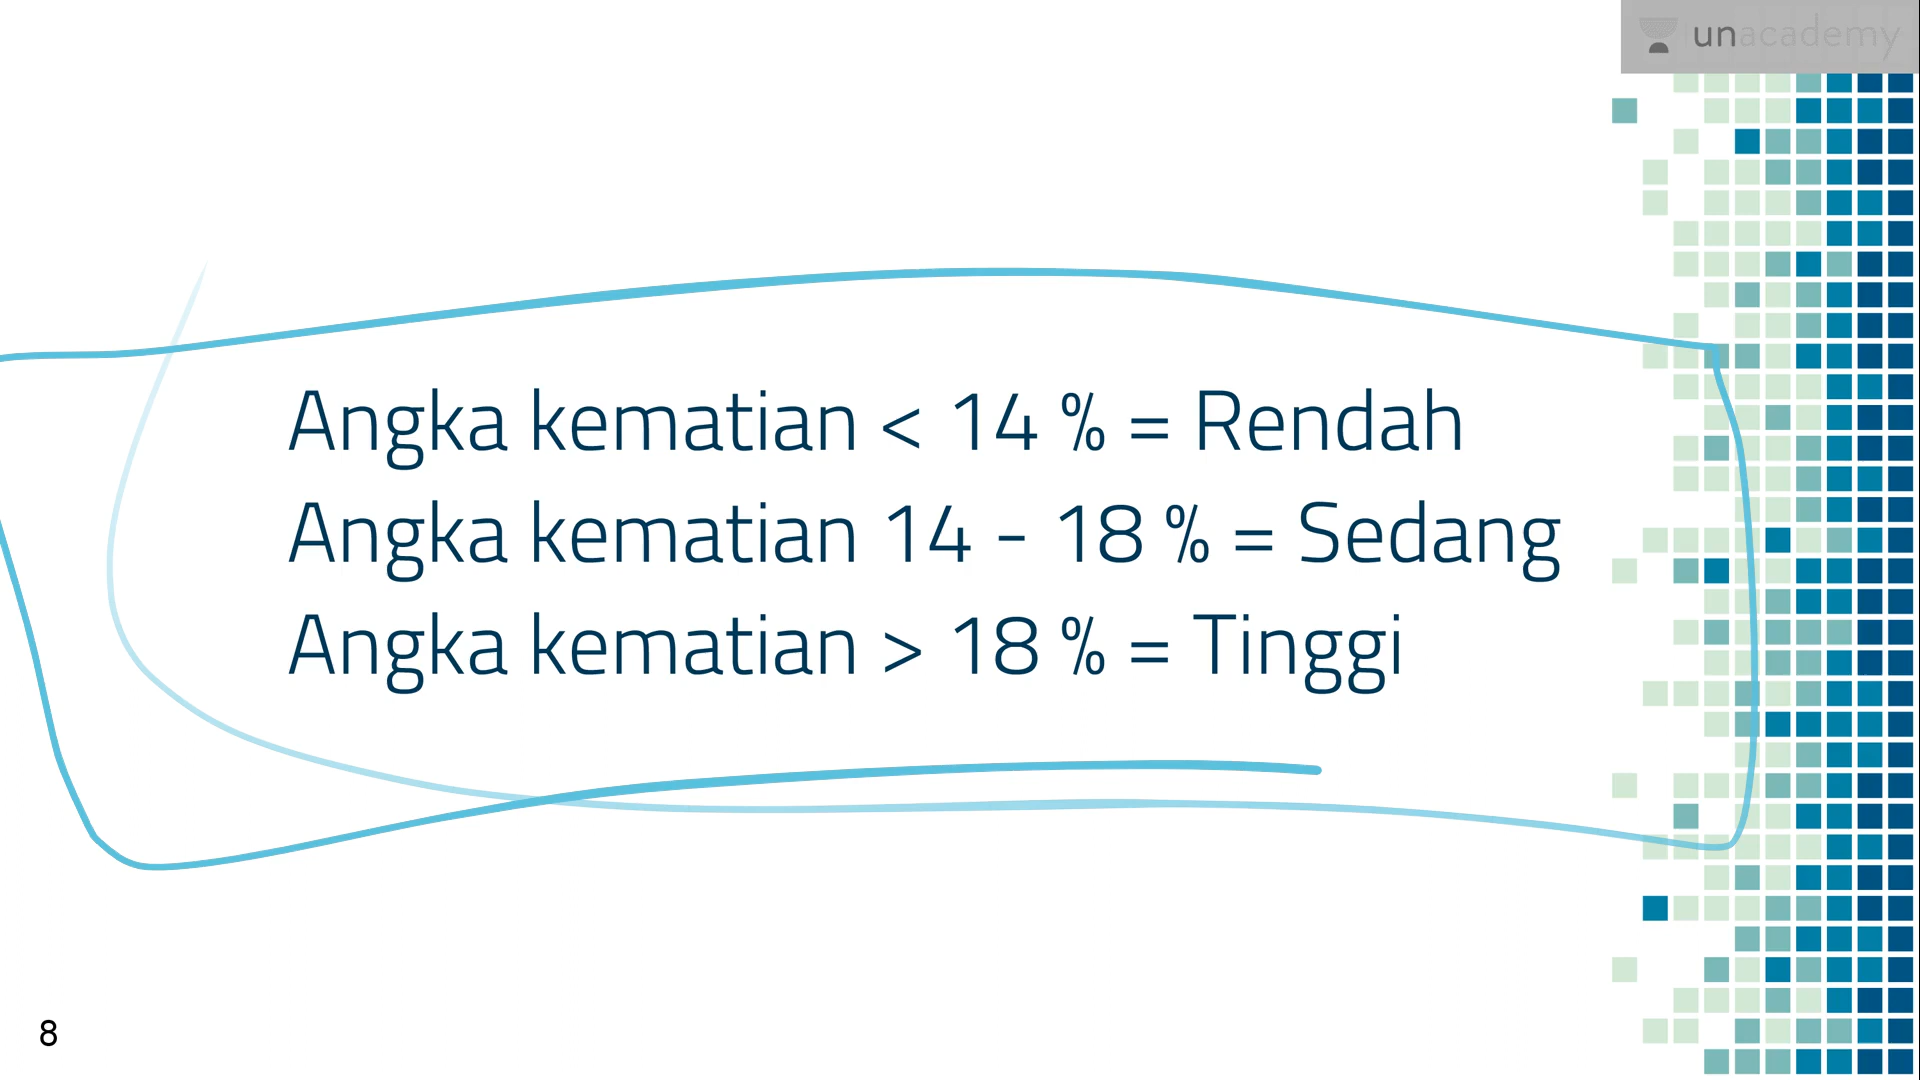 unacademy
Angka kematian < 14 % = Rendah
Angka kematian 14 - 18 % = Sedang
Angka kematian > 18 % = Tinggi
8